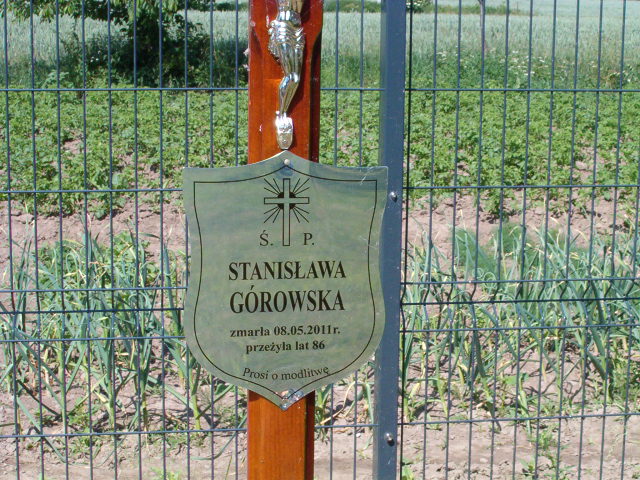 Ś. P.
STANISŁAWA
GÓROWSKA
zmarła 08.05.2011r.
przeżyła lat 86
Prosi o modlitwę